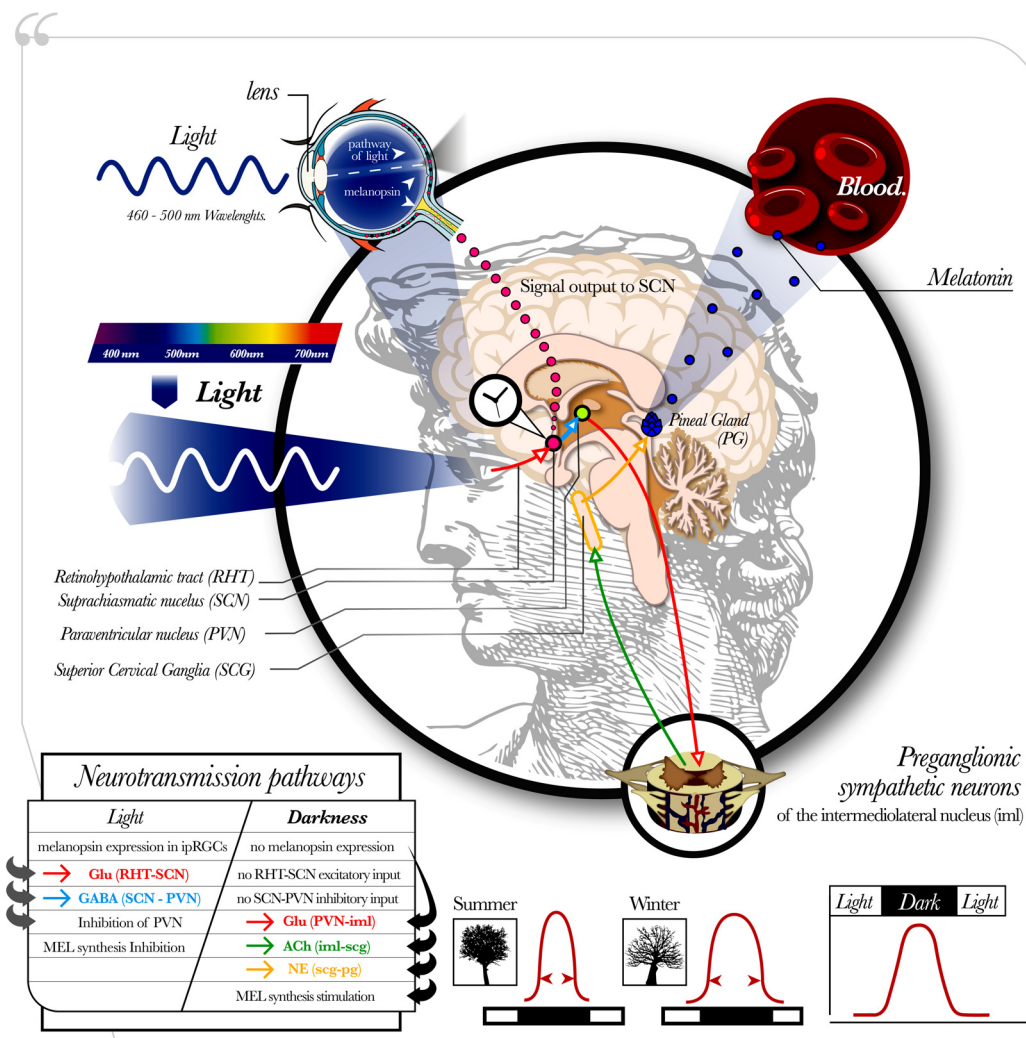 “
lens
Light
pathway
of light
melanopsin
460 - 500 nm Wavelenghts.
Blood.
Melatonin
Signal output to SCN
400 nm 500nm 600nm 700nm
Light
Pineal Gland
(PG)
Retinohypothalamic tract (RHT)
Suprachiasmatic nucelus (SCN)
Paraventricular nucleus (PVN)
Superior Cervical Ganglia (SCG)
Preganglionic
sympathetic neurons
of the intermediolateral nucleus (iml)
Neurotransmission pathways
Light Darkness
melanopsin expression in ipRGCs no melanopsin expression
Glu (RHT-SCN) no RHT-SCN excitatory input
GABA (SCN - PVN) no SCN-PVN inhibitory input
Inhibition of PVN Glu (PVN-iml)
MEL synthesis Inhibition ACh (iml-scg)
NE (scg-pg)
MEL synthesis stimulation
Summer
Winter
Light Dark Light